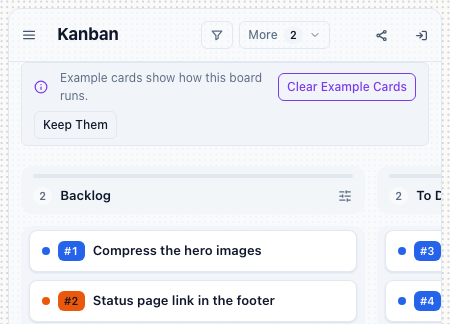 Kanban
More 2
Example cards show how this board
runs.
Clear Example Cards
Keep Them
2 Backlog
2 To D
#1 Compress the hero images
#3
#2 Status page link in the footer
#4